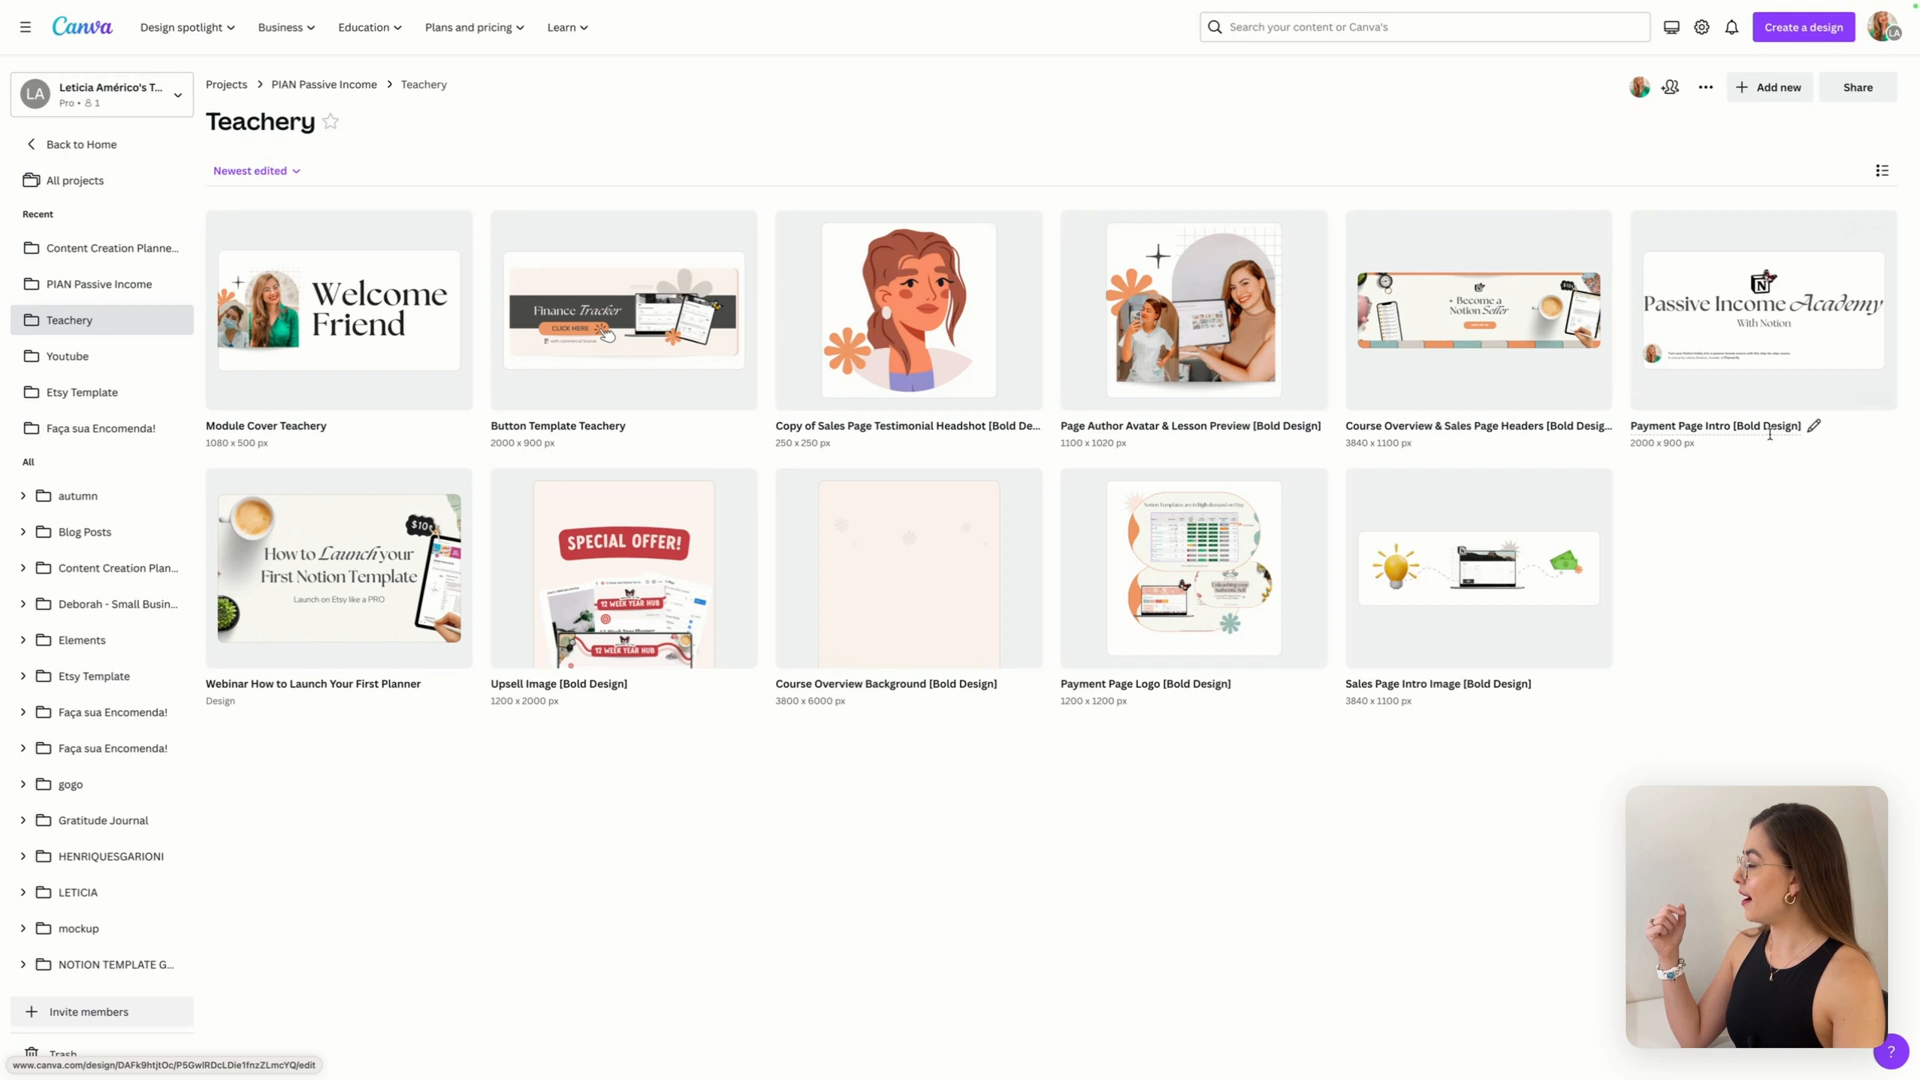 Canva
Design spotlight
Business
Education
Plans and pricing
Learn
Search your content or Canva's
Create a design
LA
LA
Leticia Américo's T...
Pro • 1
Back to Home
All projects
Recent
Content Creation Planne...
PIAN Passive Income
Teachery
Youtube
Etsy Template
Faça sua Encomenda!
All
autumn
Blog Posts
Content Creation Plan...
Deborah - Small Busin...
Elements
Etsy Template
Faça sua Encomenda!
Faça sua Encomenda!
gogo
Gratitude Journal
HENRIQUESGARIONI
LETICIA
mockup
NOTION TEMPLATE G...
Invite members
Trash
www.canva.com/design/DAFk9htjtOc/P5GwIRDcLDie1fnzZLmcYQ/edit
Projects > PIAN Passive Income > Teachery
Add new
Share
Teachery
Newest edited
Welcome
Friend
Module Cover Teachery
1080 x 500 px
Finance Tracker
CLICK HERE
Button Template Teachery
2000 x 900 px
Copy of Sales Page Testimonial Headshot [Bold De...
250 x 250 px
Page Author Avatar & Lesson Preview [Bold Design]
1100 x 1020 px
Become a
Notion Seller
Course Overview & Sales Page Headers [Bold Desig...
3840 x 1100 px
N
Passive Income Academy
With Notion
Payment Page Intro [Bold Design]
2000 x 900 px
$10
How to Launch your
First Notion Template
Launch on Etsy like a PRO
Webinar How to Launch Your First Planner
Design
SPECIAL OFFER!
12 WEEK YEAR HUB
12 WEEK YEAR HUB
Upsell Image [Bold Design]
1200 x 2000 px
Course Overview Background [Bold Design]
3800 x 6000 px
Notion Templates are in high demand on Etsy
Payment Page Logo [Bold Design]
1200 x 1200 px
Sales Page Intro Image [Bold Design]
3840 x 1100 px
?